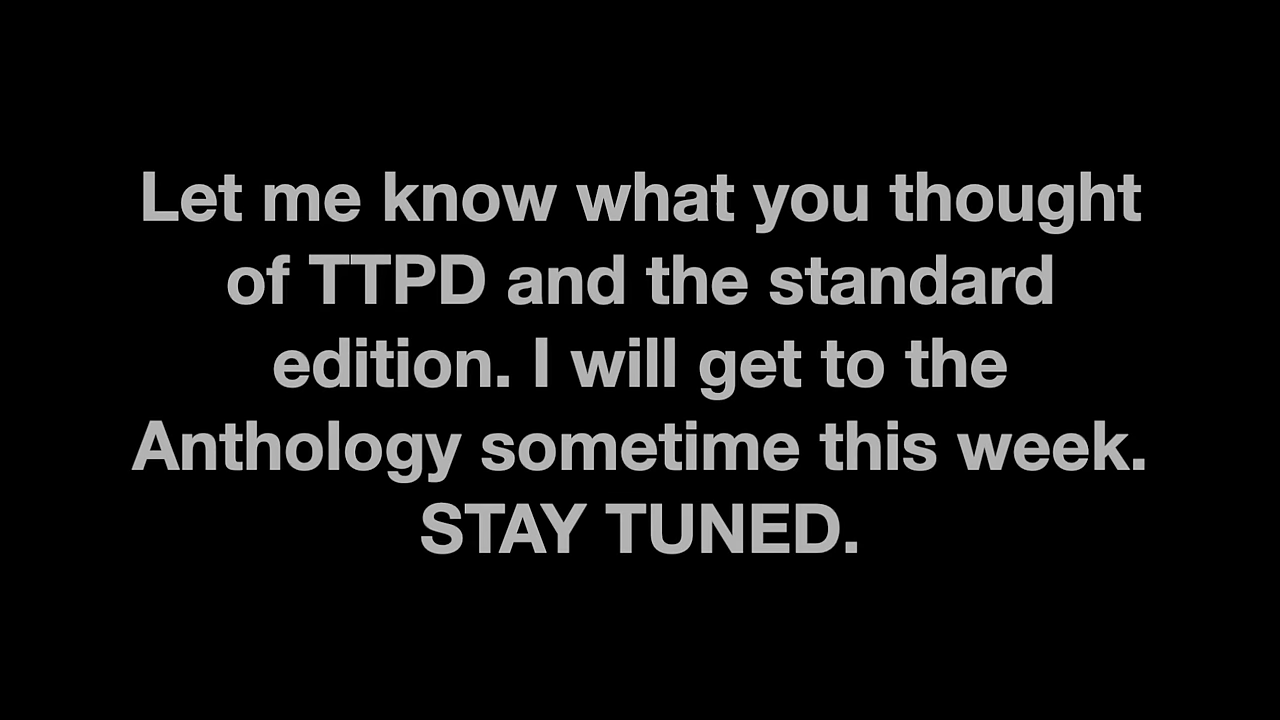 Let me know what you thought
of TTPD and the standard
edition. I will get to the
Anthology sometime this week.
STAY TUNED.